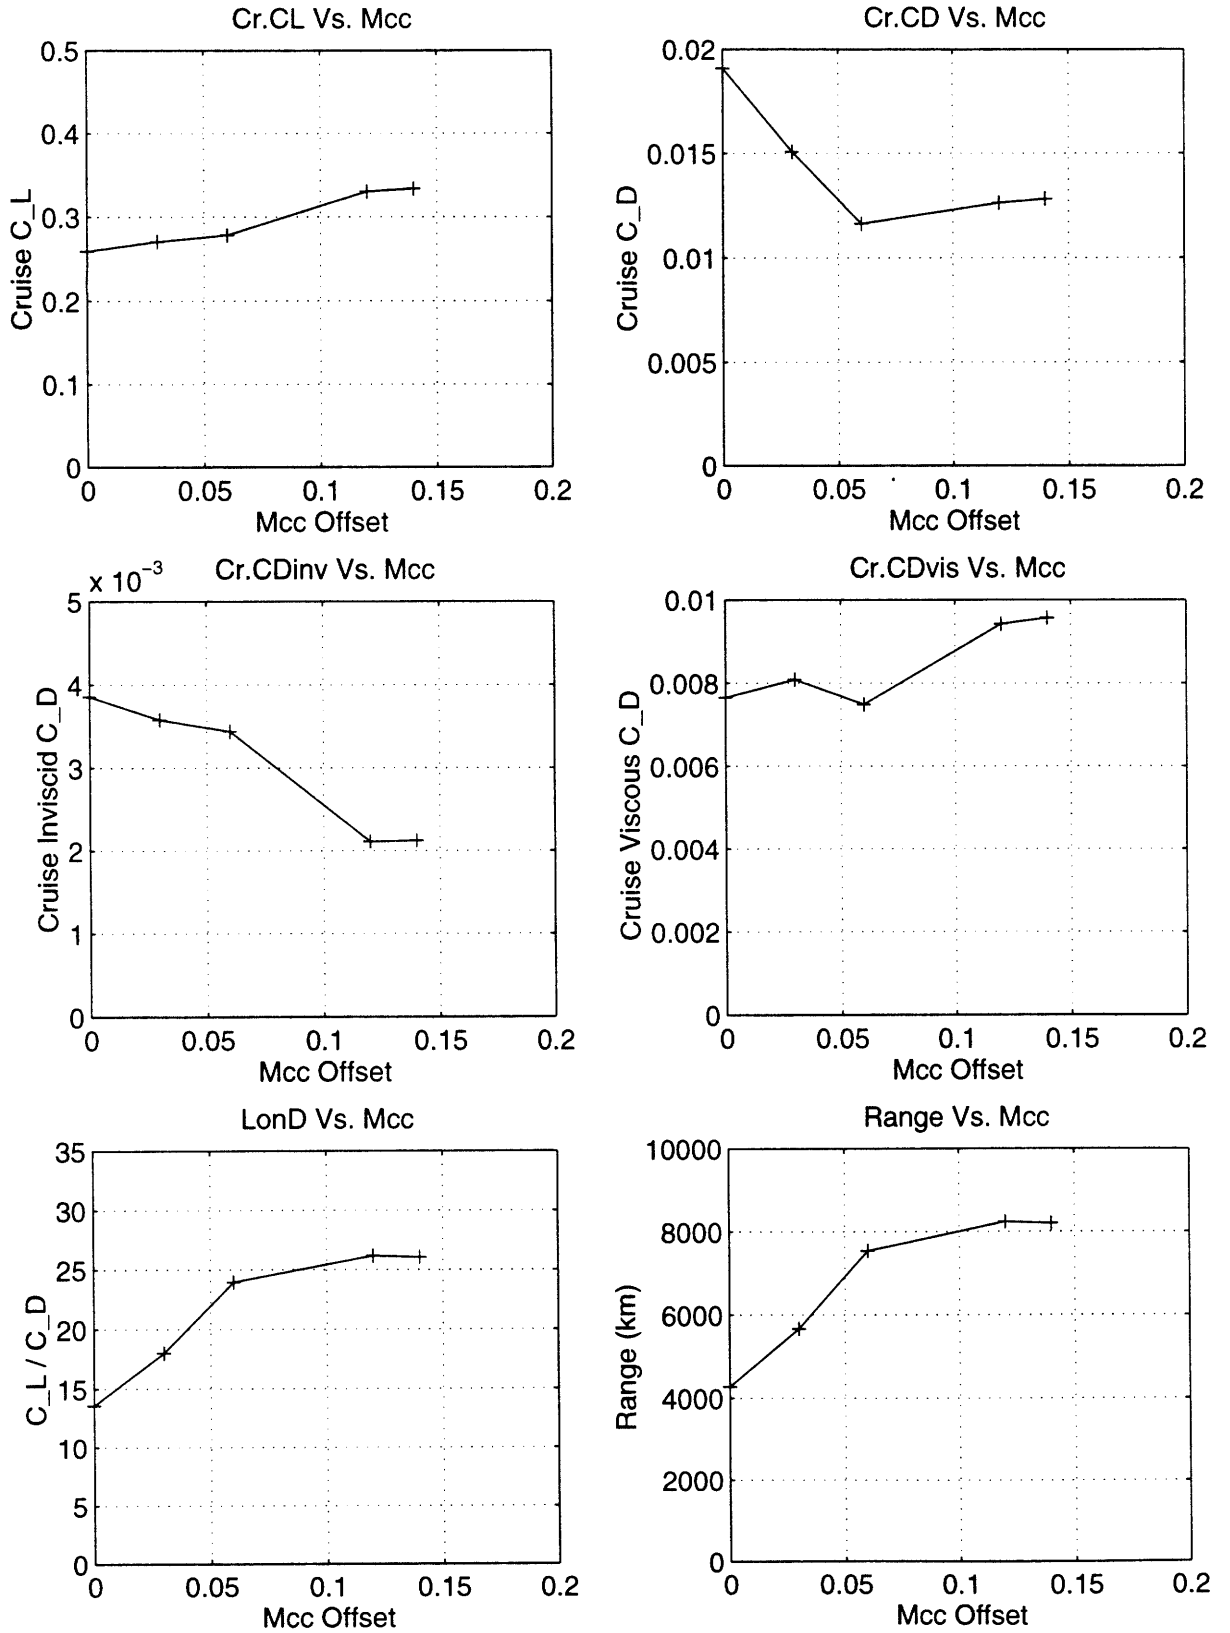 Cr.CL Vs. Mcc
0.5
0.4
0.3
0.2
0.1
0
Cruise C_L
0 0.05 0.1 0.15 0.2
Mcc Offset
Cr.CD Vs. Mcc
0.02
0.015
0.01
0.005
0
Cruise C_D
0 0.05 0.1 0.15 0.2
Mcc Offset
x 10^-3
Cr.CDinv Vs. Mcc
5
4
3
2
1
0
Cruise Inviscid C_D
0 0.05 0.1 0.15 0.2
Mcc Offset
Cr.CDvis Vs. Mcc
0.01
0.008
0.006
0.004
0.002
0
Cruise Viscous C_D
0 0.05 0.1 0.15 0.2
Mcc Offset
LonD Vs. Mcc
35
30
25
20
15
10
5
0
C_L / C_D
0 0.05 0.1 0.15 0.2
Mcc Offset
Range Vs. Mcc
10000
8000
6000
4000
2000
0
Range (km)
0 0.05 0.1 0.15 0.2
Mcc Offset